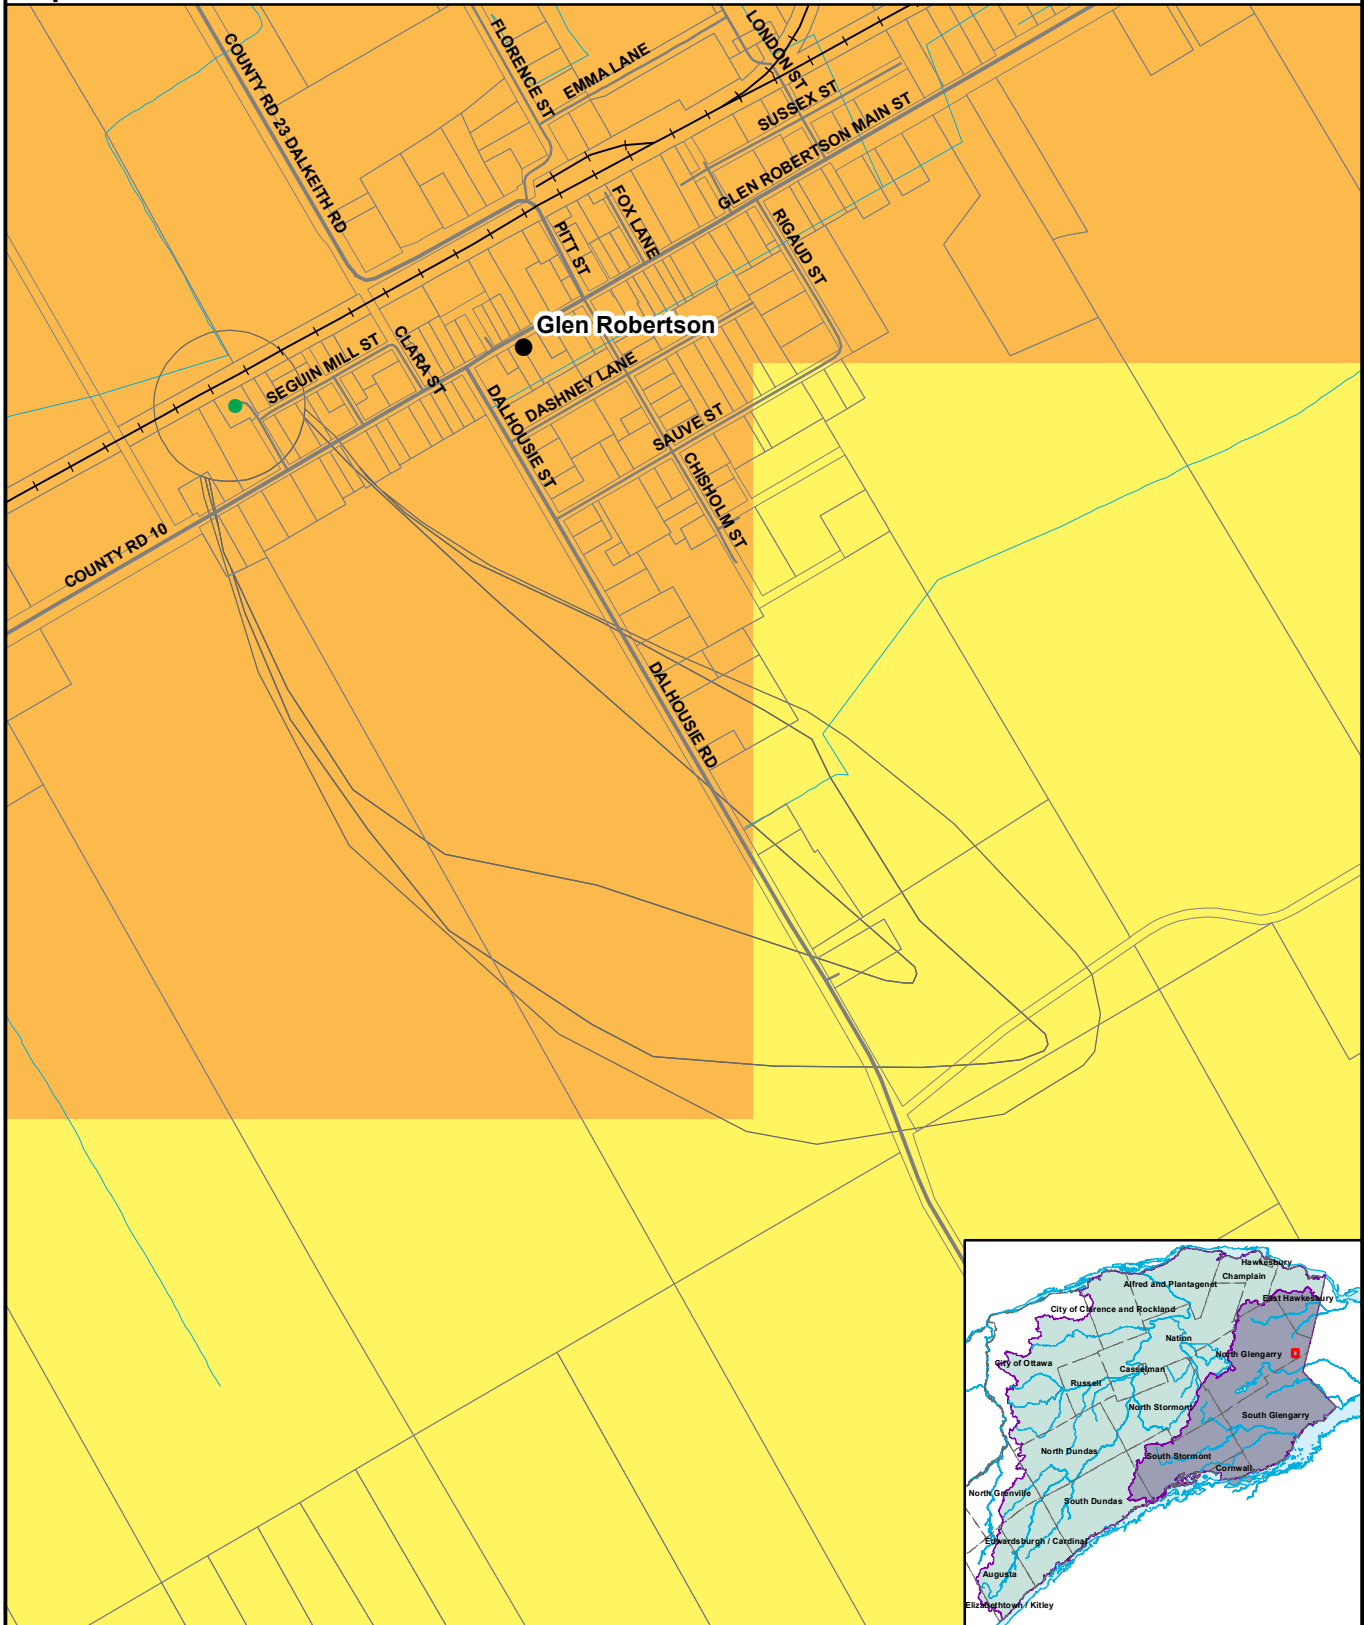 COUNTY RD 23 DALKEITH RD
FLORENCE ST
EMMA LANE
LONDON ST
SUSSEX ST
GLEN ROBERTSON MAIN ST
FOX LANE
PITT ST
RIGAUD ST
Glen Robertson
SEGUIN MILL ST
CLARA ST
DASHNEY LANE
DALHOUSIE ST
SAUVE ST
CHISHOLM ST
COUNTY RD 10
DALHOUSIE RD
Hawkesbury
Champlain
Alfred and Plantagenet
East Hawkesbury
City of Clarence and Rockland
Nation
North Glengarry
City of Ottawa
Casselman
Russell
North Stormont
South Glengarry
North Dundas
South Stormont
Cornwall
North Grenville
South Dundas
Edwardsburgh / Cardinal
Augusta
Elizabethtown / Kitley